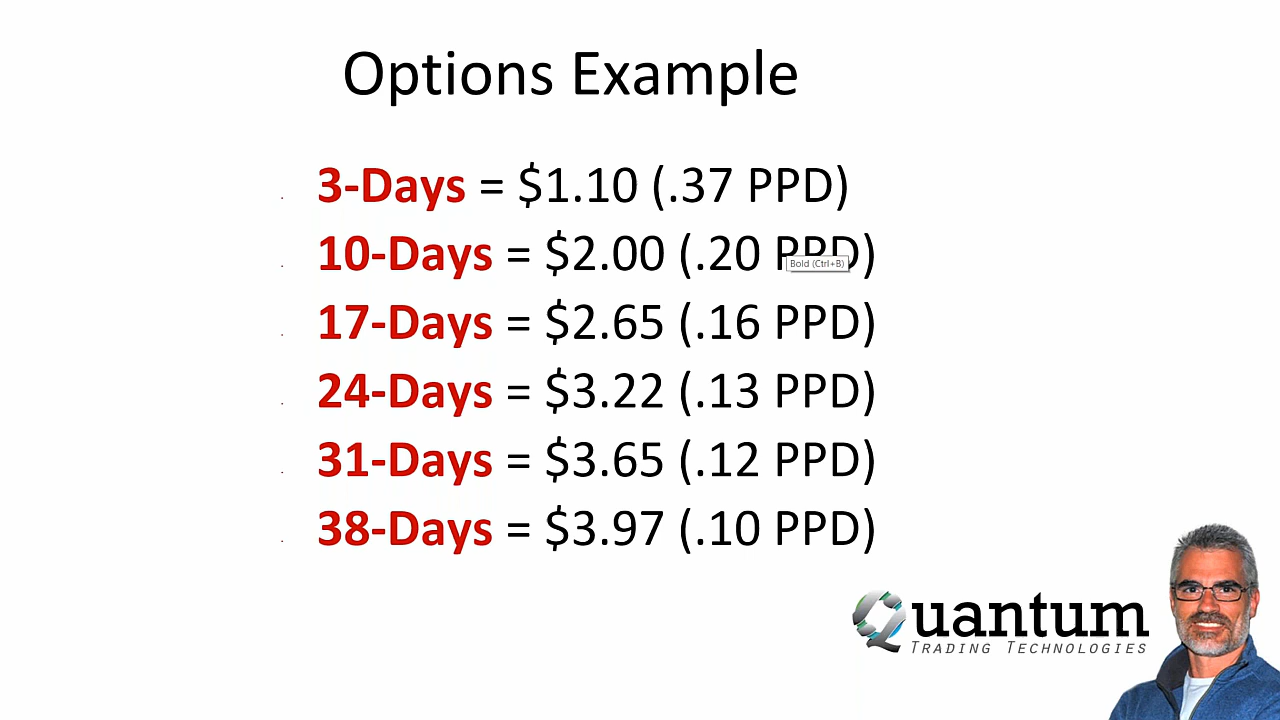 Options Example
3-Days = $1.10 (.37 PPD)
10-Days = $2.00 (.20 PPD)
Bold (Ctrl+B)
17-Days = $2.65 (.16 PPD)
24-Days = $3.22 (.13 PPD)
31-Days = $3.65 (.12 PPD)
38-Days = $3.97 (.10 PPD)
Quantum
TRADING TECHNOLOGIES